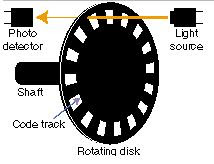 Photo
detector
Light
source
Shaft
Code track
Rotating disk